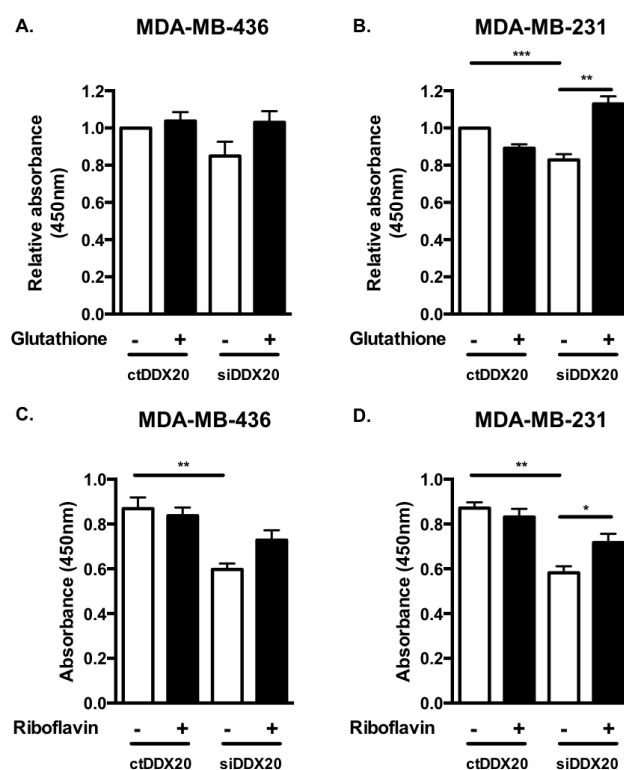 A.
MDA-MB-436
Relative absorbance
(450nm)
1.2
1.0
0.8
0.6
0.4
0.2
0.0
Glutathione - + - +
ctDDX20 siDDX20
B.
MDA-MB-231
***
**
Relative absorbance
(450nm)
1.2
1.0
0.8
0.6
0.4
0.2
0.0
Glutathione - + - +
ctDDX20 siDDX20
C.
MDA-MB-436
**
Absorbance (450nm)
1.0
0.8
0.6
0.4
0.2
0.0
Riboflavin - + - +
ctDDX20 siDDX20
D.
MDA-MB-231
**
*
Absorbance (450nm)
1.0
0.8
0.6
0.4
0.2
0.0
Riboflavin - + - +
ctDDX20 siDDX20